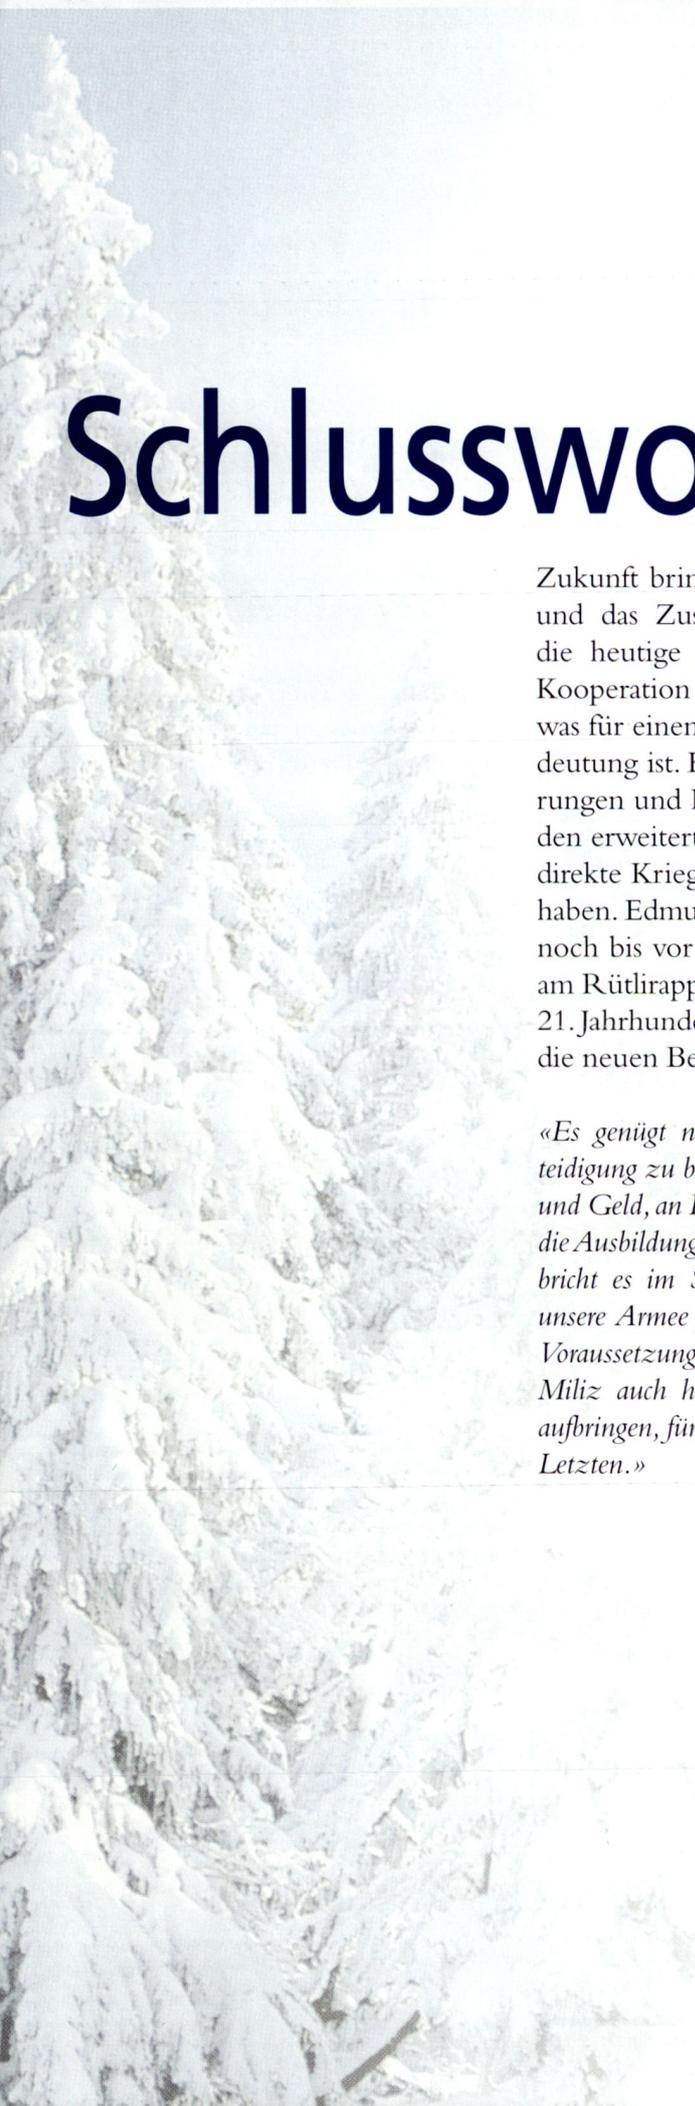 Schlusswo
Zukunft brin
und das Zus
die heutige
Kooperation
was für einen
deutung ist. E
rungen und
den erweitert
direkte Krieg
haben. Edmu
noch bis vor
am Rütlirapp
21. Jahrhunde
die neuen Be
«Es genügt n
teidigung zu b
und Geld, an
die Ausbildung
bricht es im S
unsere Armee
Voraussetzung
Miliz auch h
aufbringen, für
Letzten.»